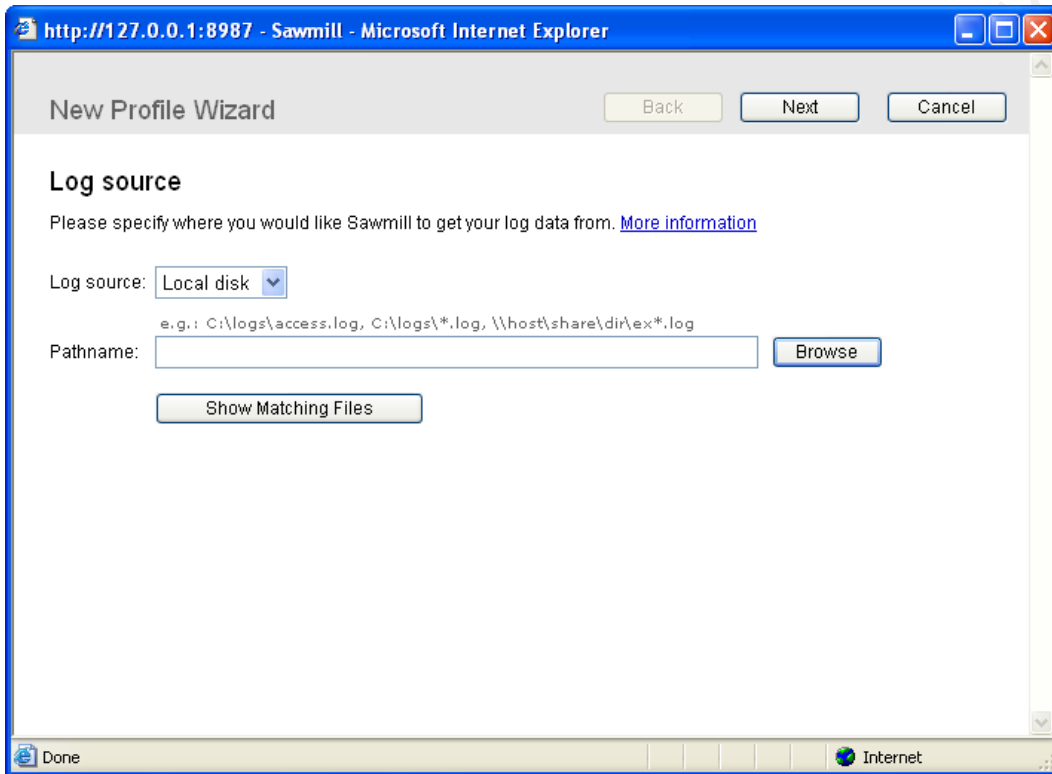 http://127.0.0.1:8987 - Sawmill - Microsoft Internet Explorer
New Profile Wizard
Back
Next
Cancel
Log source
Please specify where you would like Sawmill to get your log data from. More information
Log source: Local disk
e.g.: C:\logs\access.log, C:\logs\*.log, \\host\share\dir\ex*.log
Pathname:
Browse
Show Matching Files
Done
Internet